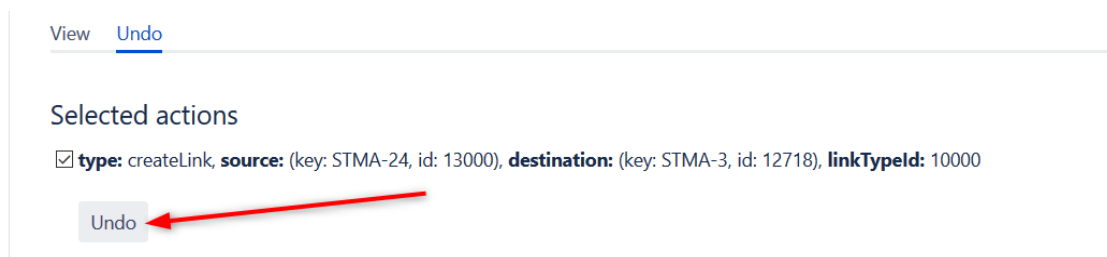 View Undo
Selected actions
type: createLink, source: (key: STMA-24, id: 13000), destination: (key: STMA-3, id: 12718), linkTypeId: 10000
Undo